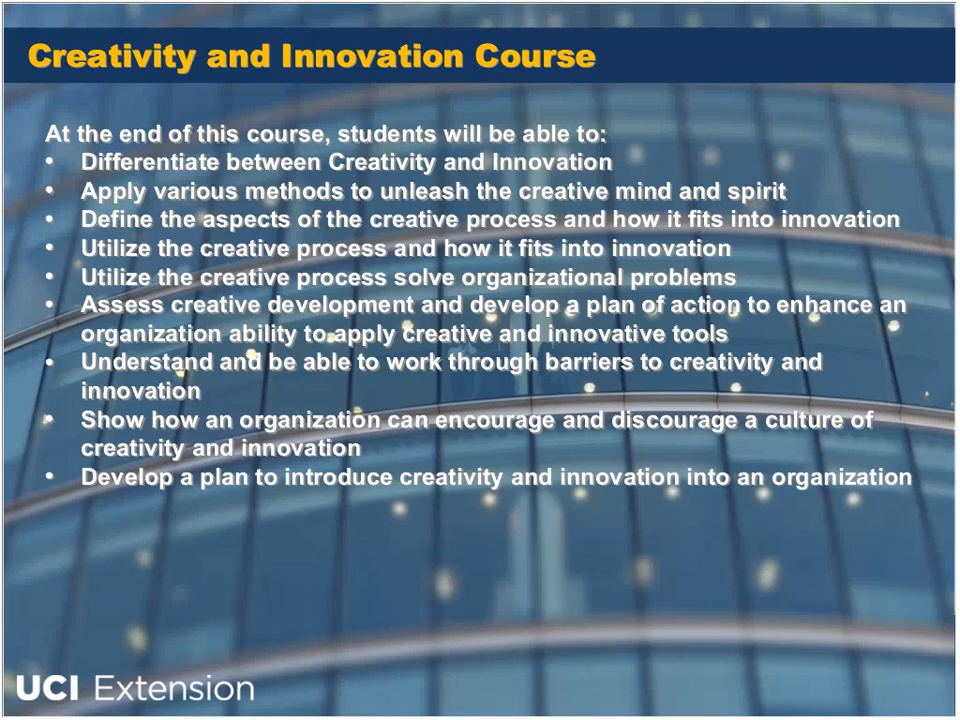 Creativity and Innovation Course
At the end of this course, students will be able to:
• Differentiate between Creativity and Innovation
• Apply various methods to unleash the creative mind and spirit
• Define the aspects of the creative process and how it fits into innovation
• Utilize the creative process and how it fits into innovation
• Utilize the creative process solve organizational problems
• Assess creative development and develop a plan of action to enhance an
organization ability to apply creative and innovative tools
• Understand and be able to work through barriers to creativity and
innovation
• Show how an organization can encourage and discourage a culture of
creativity and innovation
• Develop a plan to introduce creativity and innovation into an organization
UCI Extension